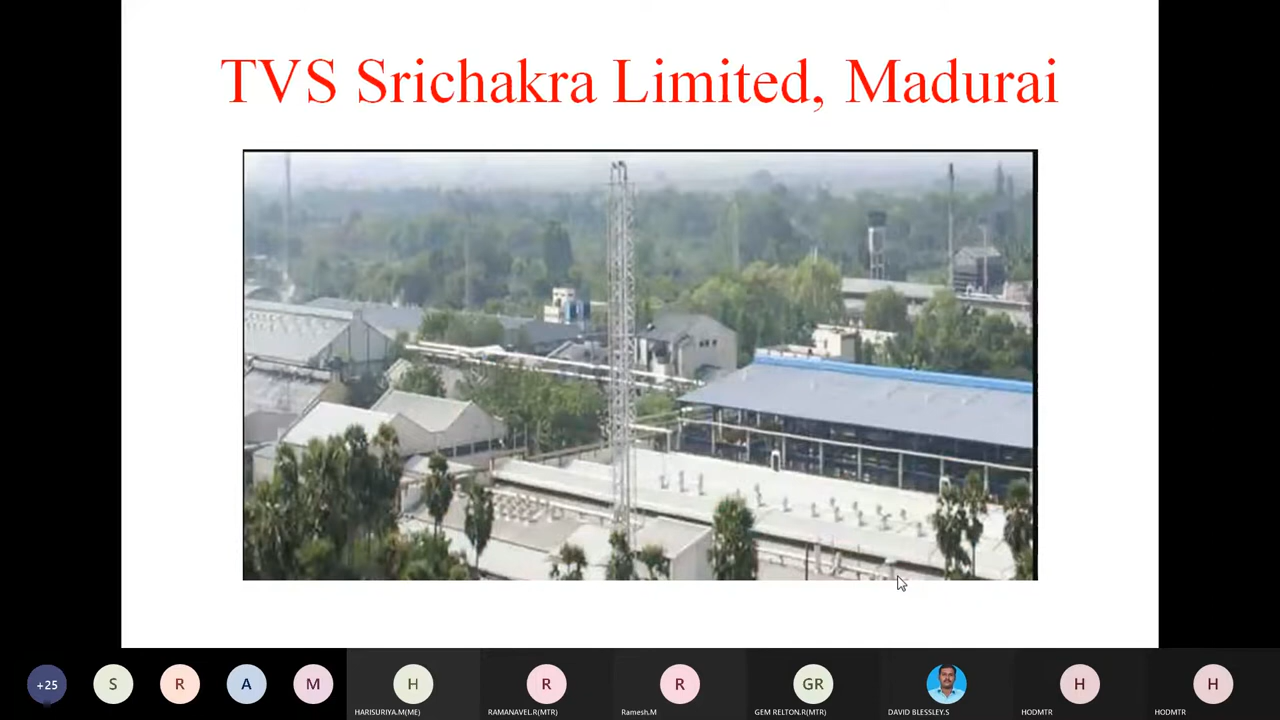 TVS Srichakra Limited, Madurai
+25
S
R
A
M
H
R
R
GR
H
H
HARISURIYA.M(ME)
RAMANAVEL.R(MTR)
Ramesh.M
GEM RELTON.R(MTR)
DAVID BLESSLEY.S
HODMTR
HODMTR